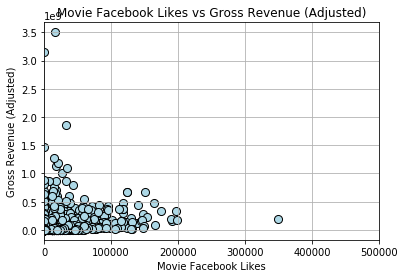 Movie Facebook Likes vs Gross Revenue (Adjusted)
1e9
3.5
3.0
2.5
2.0
1.5
1.0
0.5
0.0
Gross Revenue (Adjusted)
0 100000 200000 300000 400000 500000
Movie Facebook Likes